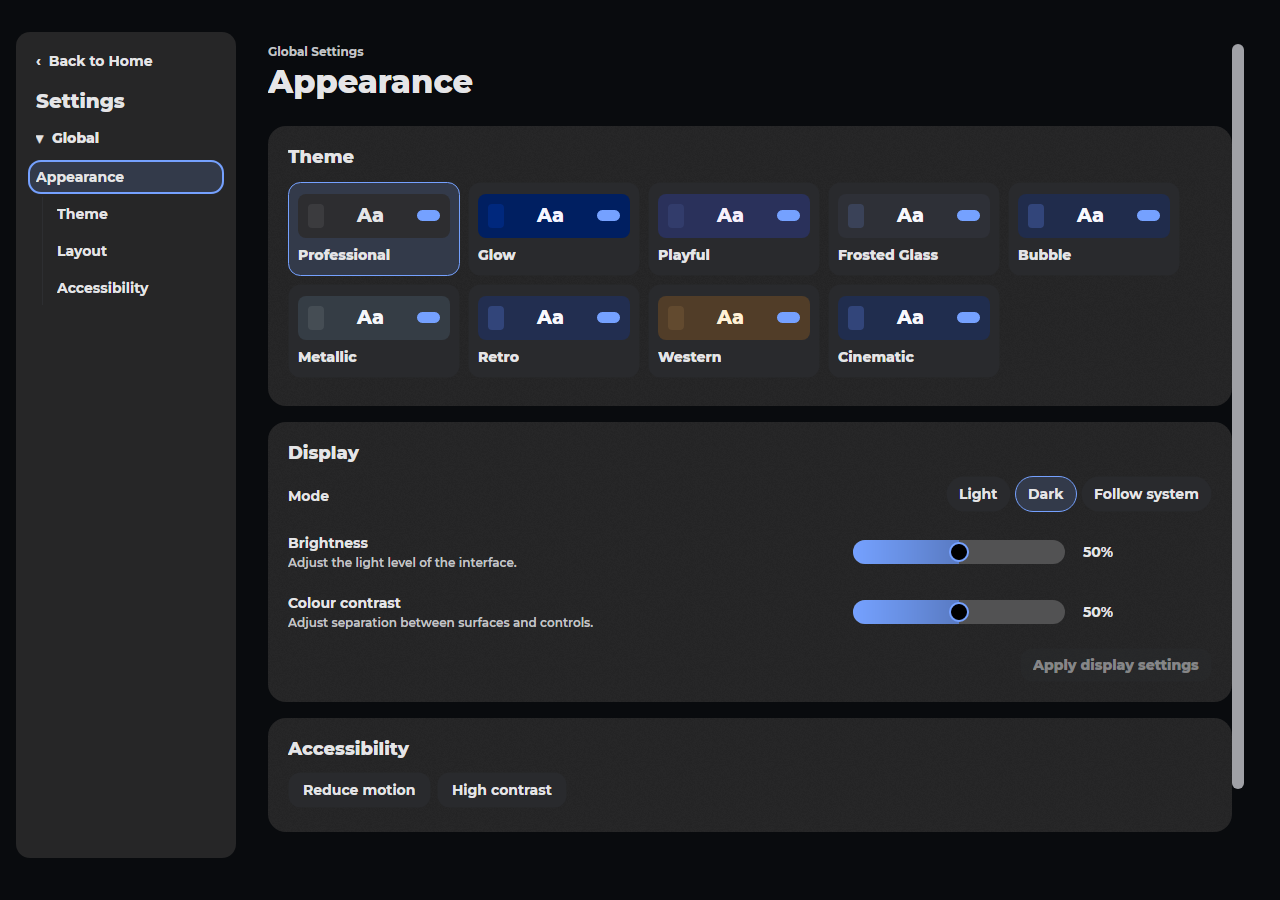 ‹ Back to Home
Settings
▾ Global
Appearance
Theme
Layout
Accessibility
Global Settings
Appearance
Theme
Aa
Aa
Aa
Aa
Aa
Professional
Glow
Playful
Frosted Glass
Bubble
Aa
Aa
Aa
Aa
Metallic
Retro
Western
Cinematic
Display
Mode
Light
Dark
Follow system
Brightness
Adjust the light level of the interface.
50%
Colour contrast
Adjust separation between surfaces and controls.
50%
Apply display settings
Accessibility
Reduce motion
High contrast